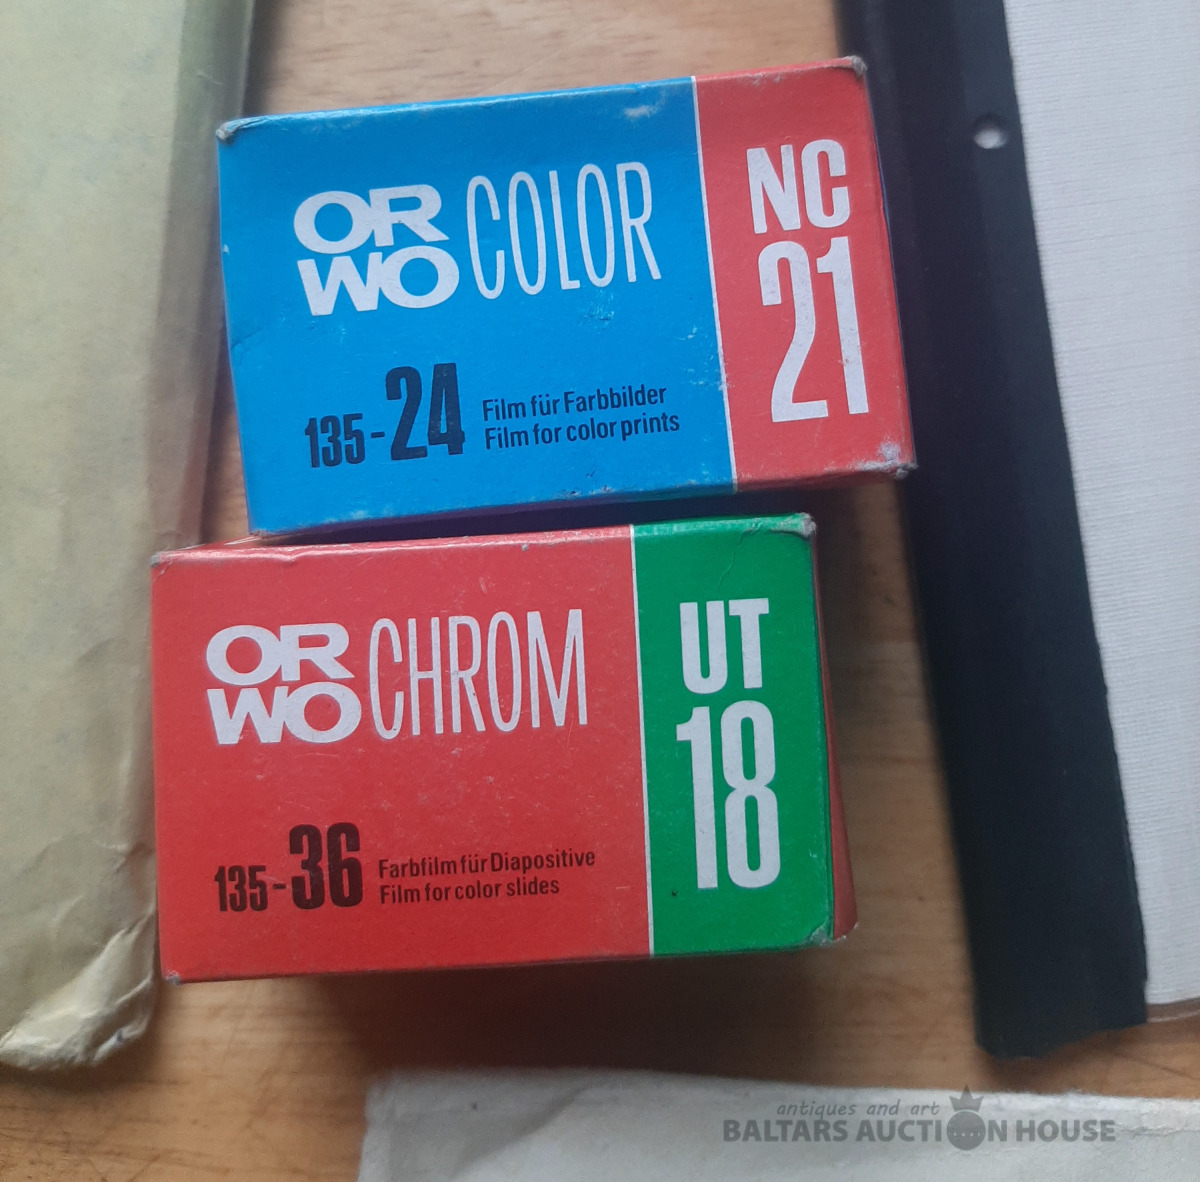 OR
WO COLOR
NC
21
135-24
Film für Farbbilder
Film for color prints
OR
WO CHROM
UT
18
135-36
Farbfilm für Diapositive
Film for color slides
antiques and art
BALTARS AUCTION HOUSE